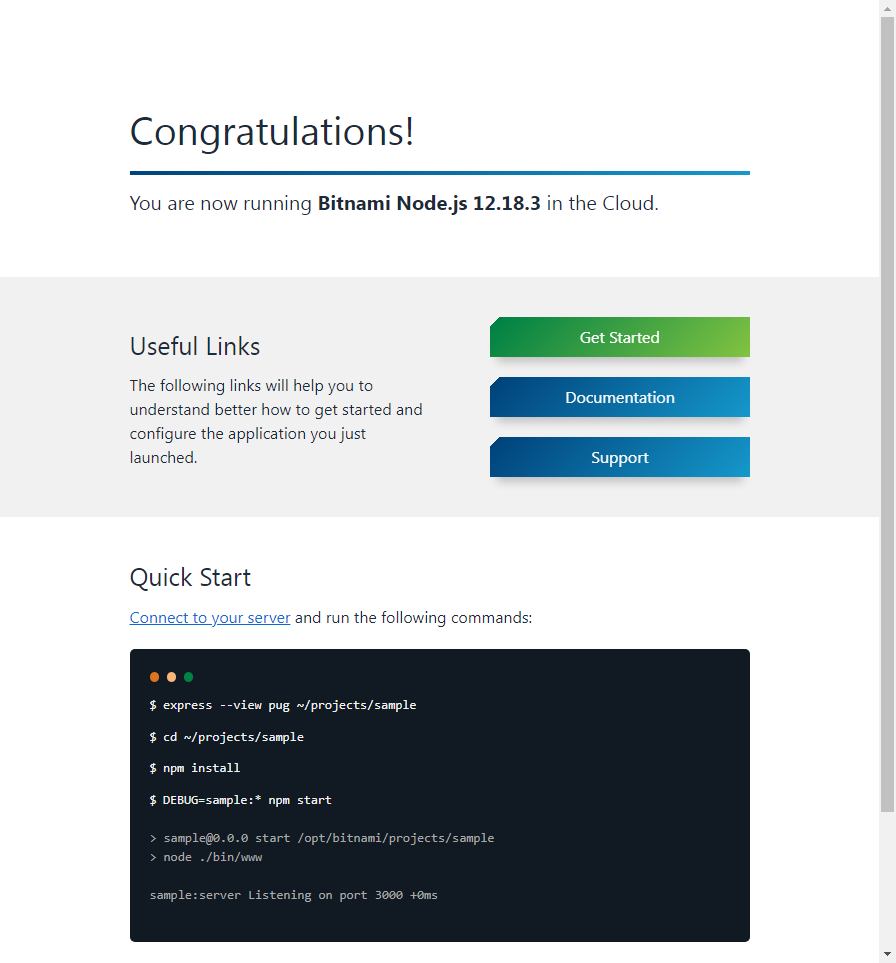 Congratulations!
You are now running Bitnami Node.js 12.18.3 in the Cloud.
Useful Links
The following links will help you to
understand better how to get started and
configure the application you just
launched.
Get Started
Documentation
Support
Quick Start
Connect to your server and run the following commands:
$ express --view pug ~/projects/sample
$ cd ~/projects/sample
$ npm install
$ DEBUG=sample:* npm start
> sample@0.0.0 start /opt/bitnami/projects/sample
> node ./bin/www
sample:server Listening on port 3000 +0ms